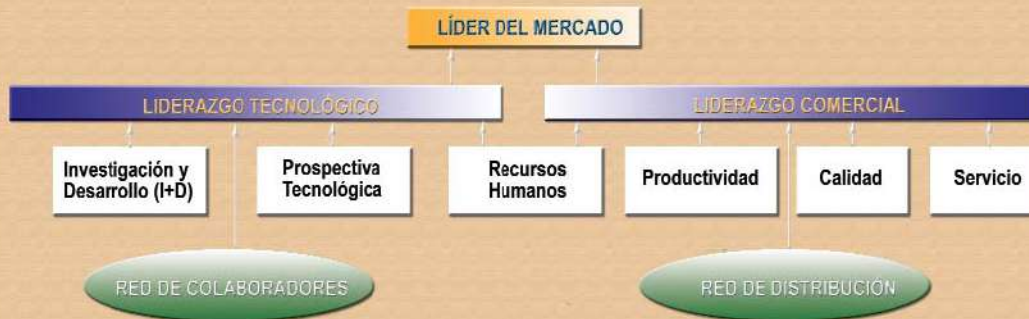 LÍDER DEL MERCADO
LIDERAZGO TECNOLÓGICO
LIDERAZGO COMERCIAL
Investigación y
Desarrollo (I+D)
Prospectiva
Tecnológica
Recursos
Humanos
Productividad
Calidad
Servicio
RED DE COLABORADORES
RED DE DISTRIBUCIÓN